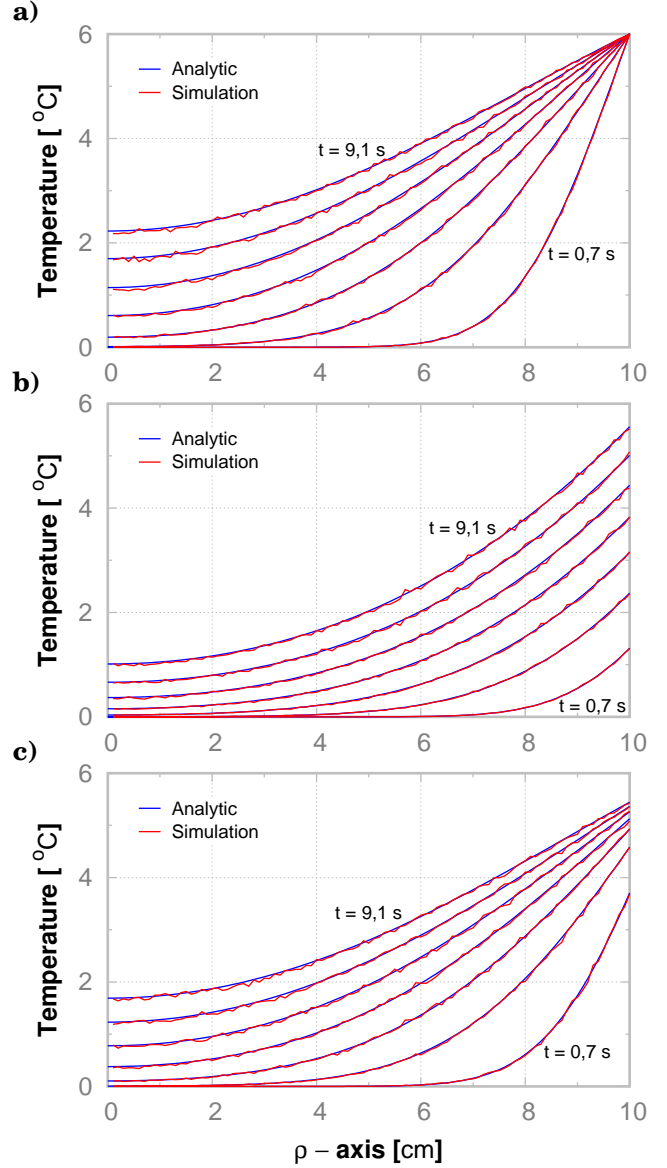 a)
Temperature [ °C]
6
4
2
0
Analytic
Simulation
t = 9,1 s
t = 0,7 s
0 2 4 6 8 10
b)
Temperature [ °C]
6
4
2
0
Analytic
Simulation
t = 9,1 s
t = 0,7 s
0 2 4 6 8 10
c)
Temperature [ °C]
6
4
2
0
Analytic
Simulation
t = 9,1 s
t = 0,7 s
0 2 4 6 8 10
ρ – axis [cm]